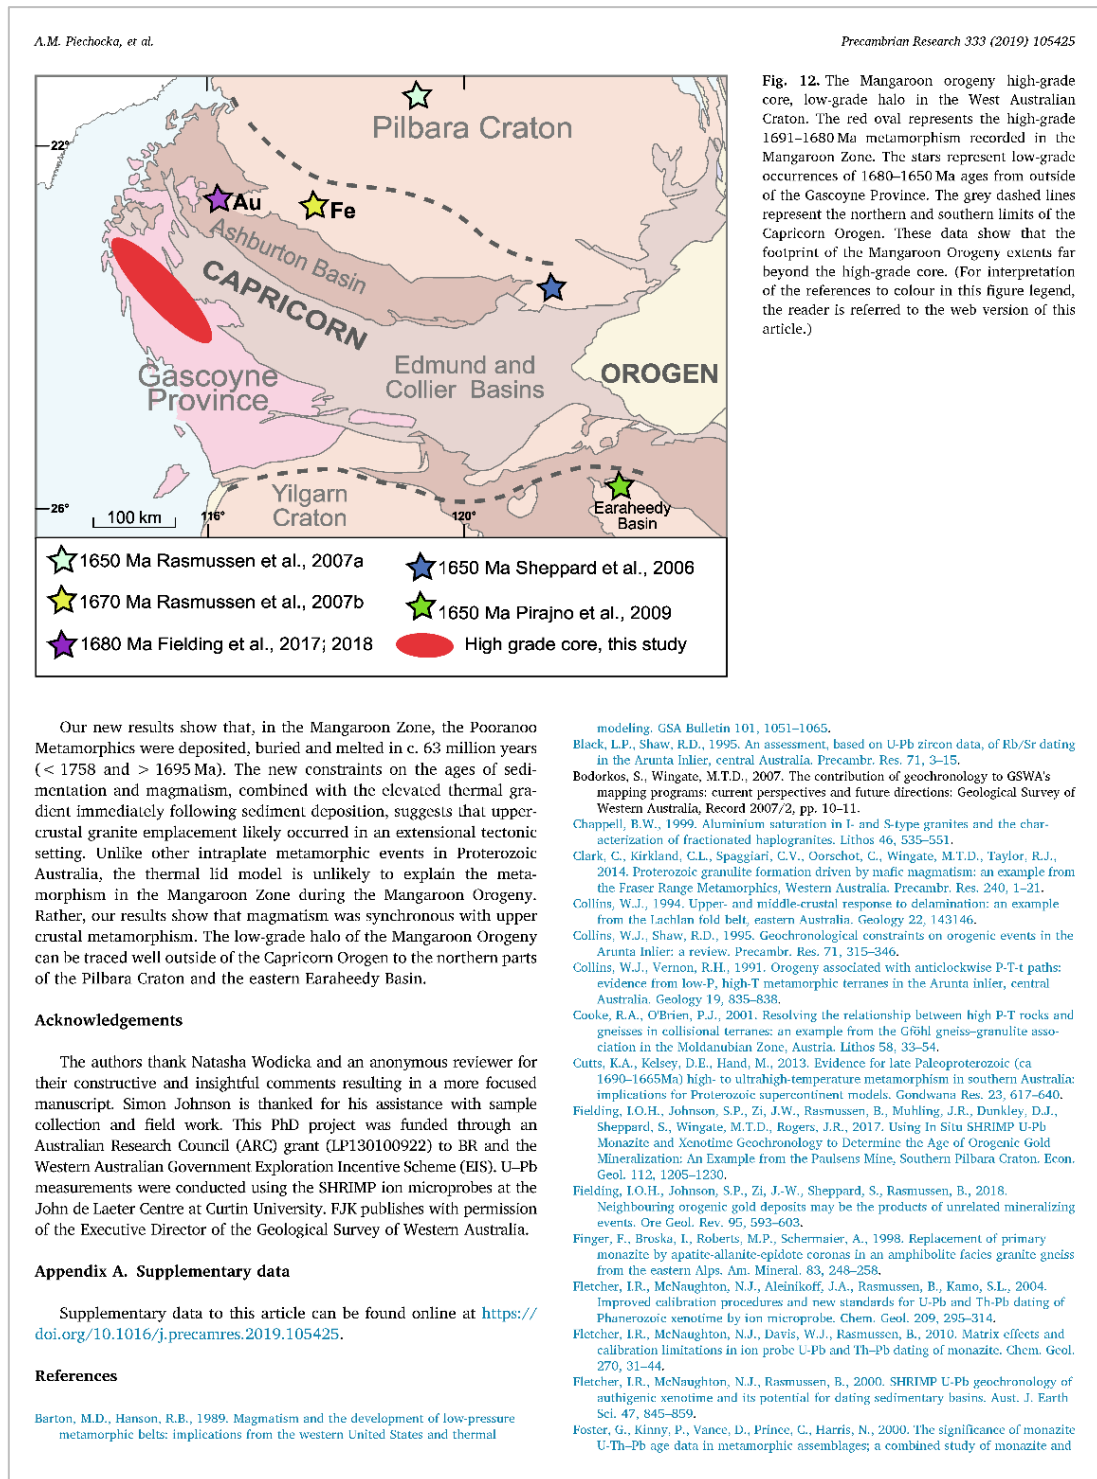 A.M. Piechocka, et al.
Precambrian Research 333 (2019) 105425
Pilbara Craton
22°
Au
Fe
Ashburton Basin
CAPRICORN
Edmund and
Collier Basins
OROGEN
Gascoyne
Province
26°
100 km
116°
Yilgarn
Craton
120°
Earaheedy
Basin
1650 Ma Rasmussen et al., 2007a
1650 Ma Sheppard et al., 2006
1670 Ma Rasmussen et al., 2007b
1650 Ma Pirajno et al., 2009
1680 Ma Fielding et al., 2017; 2018
High grade core, this study
Fig. 12. The Mangaroon orogeny high-grade
core, low-grade halo in the West Australian
Craton. The red oval represents the high-grade
1691–1680 Ma metamorphism recorded in the
Mangaroon Zone. The stars represent low-grade
occurrences of 1680–1650 Ma ages from outside
of the Gascoyne Province. The grey dashed lines
represent the northern and southern limits of the
Capricorn Orogen. These data show that the
footprint of the Mangaroon Orogeny extents far
beyond the high-grade core. (For interpretation
of the references to colour in this figure legend,
the reader is referred to the web version of this
article.)
Our new results show that, in the Mangaroon Zone, the Pooranoo
Metamorphics were deposited, buried and melted in c. 63 million years
(< 1758 and > 1695 Ma). The new constraints on the ages of sedi-
mentation and magmatism, combined with the elevated thermal gra-
dient immediately following sediment deposition, suggests that upper-
crustal granite emplacement likely occurred in an extensional tectonic
setting. Unlike other intraplate metamorphic events in Proterozoic
Australia, the thermal lid model is unlikely to explain the meta-
morphism in the Mangaroon Zone during the Mangaroon Orogeny.
Rather, our results show that magmatism was synchronous with upper
crustal metamorphism. The low-grade halo of the Mangaroon Orogeny
can be traced well outside of the Capricorn Orogen to the northern parts
of the Pilbara Craton and the eastern Earaheedy Basin.
Acknowledgements
The authors thank Natasha Wodicka and an anonymous reviewer for
their constructive and insightful comments resulting in a more focused
manuscript. Simon Johnson is thanked for his assistance with sample
collection and field work. This PhD project was funded through an
Australian Research Council (ARC) grant (LP130100922) to BR and the
Western Australian Government Exploration Incentive Scheme (EIS). U–Pb
measurements were conducted using the SHRIMP ion microprobes at the
John de Laeter Centre at Curtin University. FJK publishes with permission
of the Executive Director of the Geological Survey of Western Australia.
Appendix A. Supplementary data
Supplementary data to this article can be found online at https://
doi.org/10.1016/j.precamres.2019.105425.
References
Barton, M.D., Hanson, R.B., 1989. Magmatism and the development of low-pressure
metamorphic belts: implications from the western United States and thermal
modeling. GSA Bulletin 101, 1051–1065.
Black, L.P., Shaw, R.D., 1995. An assessment, based on U-Pb zircon data, of Rb/Sr dating
in the Arunta Inlier, central Australia. Precambr. Res. 71, 3–15.
Bodorkos, S., Wingate, M.T.D., 2007. The contribution of geochronology to GSWA's
mapping programs: current perspectives and future directions: Geological Survey of
Western Australia, Record 2007/2, pp. 10–11.
Chappell, B.W., 1999. Aluminium saturation in I- and S-type granites and the char-
acterization of fractionated haplogranites. Lithos 46, 535–551.
Clark, C., Kirkland, C.L., Spaggiari, C.V., Oorschot, C., Wingate, M.T.D., Taylor, R.J.,
2014. Proterozoic granulite formation driven by mafic magmatism: an example from
the Fraser Range Metamorphics, Western Australia. Precambr. Res. 240, 1–21.
Collins, W.J., 1994. Upper- and middle-crustal response to delamination: an example
from the Lachlan fold belt, eastern Australia. Geology 22, 143146.
Collins, W.J., Shaw, R.D., 1995. Geochronological constraints on orogenic events in the
Arunta Inlier: a review. Precambr. Res. 71, 315–346.
Collins, W.J., Vernon, R.H., 1991. Orogeny associated with anticlockwise P-T-t paths:
evidence from low-P, high-T metamorphic terranes in the Arunta inlier, central
Australia. Geology 19, 835–838.
Cooke, R.A., O'Brien, P.J., 2001. Resolving the relationship between high P-T rocks and
gneisses in collisional terranes: an example from the Gföhl gneiss–granulite asso-
ciation in the Moldanubian Zone, Austria. Lithos 58, 33–54.
Cutts, K.A., Kelsey, D.E., Hand, M., 2013. Evidence for late Paleoproterozoic (ca
1690–1665Ma) high- to ultrahigh-temperature metamorphism in southern Australia:
implications for Proterozoic supercontinent models. Gondwana Res. 23, 617–640.
Fielding, I.O.H., Johnson, S.P., Zi, J.W., Rasmussen, B., Muhling, J.R., Dunkley, D.J.,
Sheppard, S., Wingate, M.T.D., Rogers, J.R., 2017. Using In Situ SHRIMP U-Pb
Monazite and Xenotime Geochronology to Determine the Age of Orogenic Gold
Mineralization: An Example from the Paulsens Mine, Southern Pilbara Craton. Econ.
Geol. 112, 1205–1230.
Fielding, I.O.H., Johnson, S.P., Zi, J.-W., Sheppard, S., Rasmussen, B., 2018.
Neighbouring orogenic gold deposits may be the products of unrelated mineralizing
events. Ore Geol. Rev. 95, 593–603.
Finger, F., Broska, I., Roberts, M.P., Schermaier, A., 1998. Replacement of primary
monazite by apatite-allanite-epidote coronas in an amphibolite facies granite gneiss
from the eastern Alps. Am. Mineral. 83, 248–258.
Fletcher, I.R., McNaughton, N.J., Aleinikoff, J.A., Rasmussen, B., Kamo, S.L., 2004.
Improved calibration procedures and new standards for U-Pb and Th-Pb dating of
Phanerozoic xenotime by ion microprobe. Chem. Geol. 209, 295–314.
Fletcher, I.R., McNaughton, N.J., Davis, W.J., Rasmussen, B., 2010. Matrix effects and
calibration limitations in ion probe U-Pb and Th–Pb dating of monazite. Chem. Geol.
270, 31–44.
Fletcher, I.R., McNaughton, N.J., Rasmussen, B., 2000. SHRIMP U-Pb geochronology of
authigenic xenotime and its potential for dating sedimentary basins. Aust. J. Earth
Sci. 47, 845–859.
Foster, G., Kinny, P., Vance, D., Prince, C., Harris, N., 2000. The significance of monazite
U-Th–Pb age data in metamorphic assemblages; a combined study of monazite and